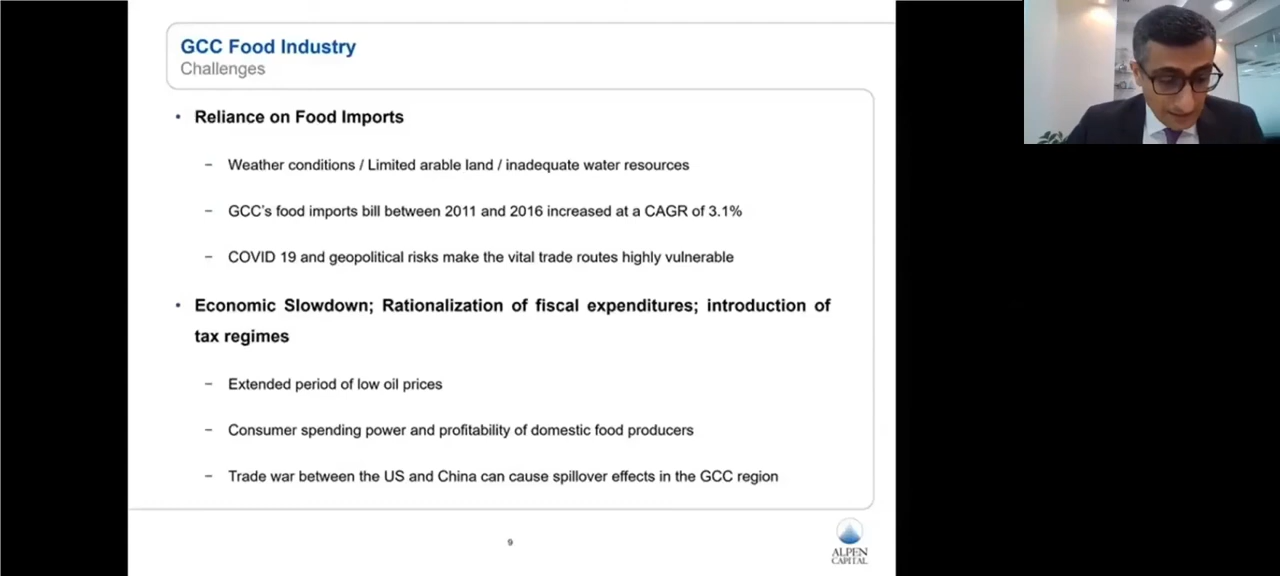 GCC Food Industry
Challenges
• Reliance on Food Imports
– Weather conditions / Limited arable land / inadequate water resources
– GCC's food imports bill between 2011 and 2016 increased at a CAGR of 3.1%
– COVID 19 and geopolitical risks make the vital trade routes highly vulnerable
• Economic Slowdown; Rationalization of fiscal expenditures; introduction of
tax regimes
– Extended period of low oil prices
– Consumer spending power and profitability of domestic food producers
– Trade war between the US and China can cause spillover effects in the GCC region
9
ALPEN
CAPITAL